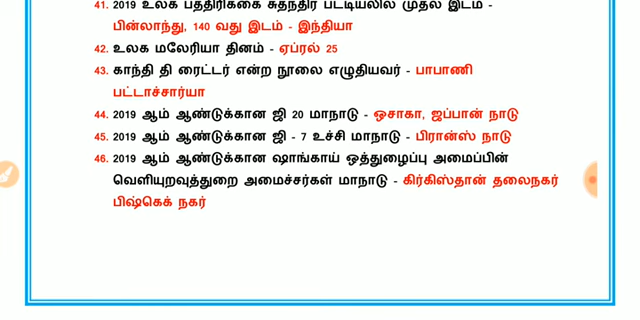 41. 2019 உலக பத்திரிக்கை சுதந்திர பட்டியலில் முதல் இடம் -
பின்லாந்து, 140 வது இடம் - இந்தியா
42. உலக மலேரியா தினம் - ஏப்ரல் 25
43. காந்தி தி ரைட்டர் என்ற நூலை எழுதியவர் - பாபாணி
பட்டாச்சார்யா
44. 2019 ஆம் ஆண்டுக்கான ஜி 20 மாநாடு - ஒசாகா, ஜப்பான் நாடு
45. 2019 ஆம் ஆண்டுக்கான ஜி - 7 உச்சி மாநாடு - பிரான்ஸ் நாடு
46. 2019 ஆம் ஆண்டுக்கான ஷாங்காய் ஒத்துழைப்பு அமைப்பின்
வெளியுறவுத்துறை அமைச்சர்கள் மாநாடு - கிர்கிஸ்தான் தலைநகர்
பிஷ்கெக் நகர்